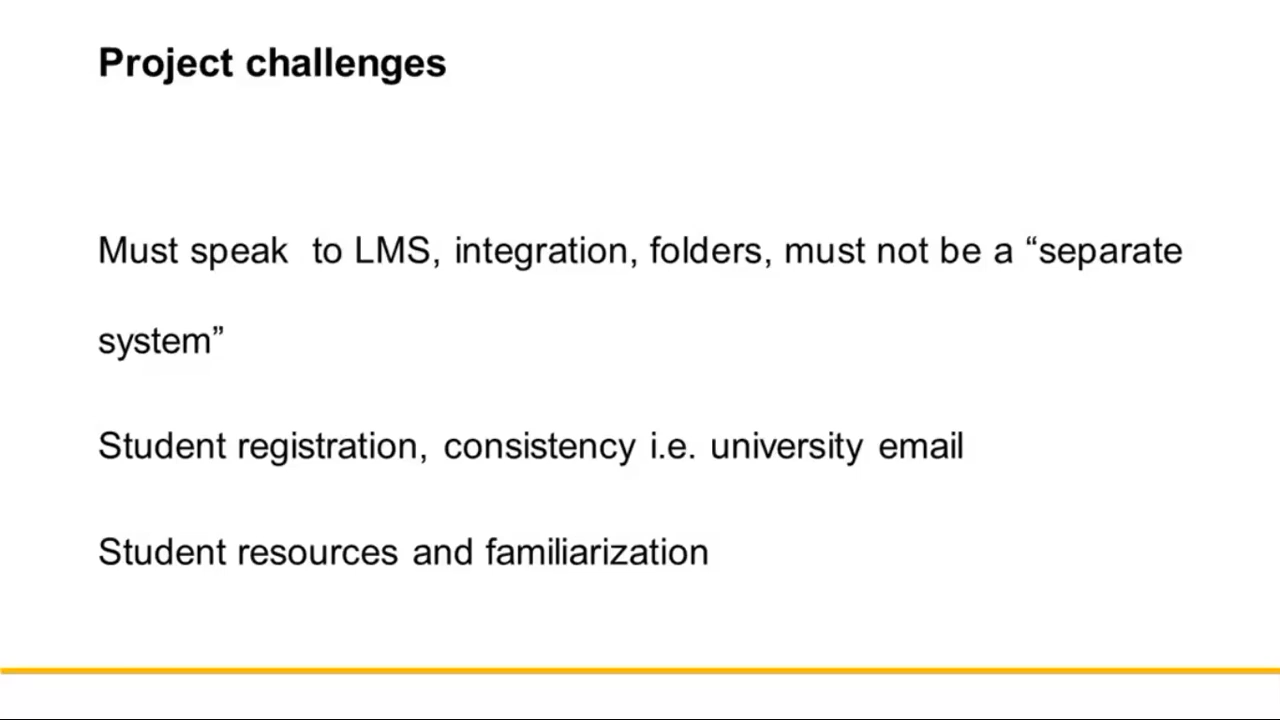 Project challenges
Must speak  to LMS, integration, folders, must not be a “separate
system”
Student registration, consistency i.e. university email
Student resources and familiarization